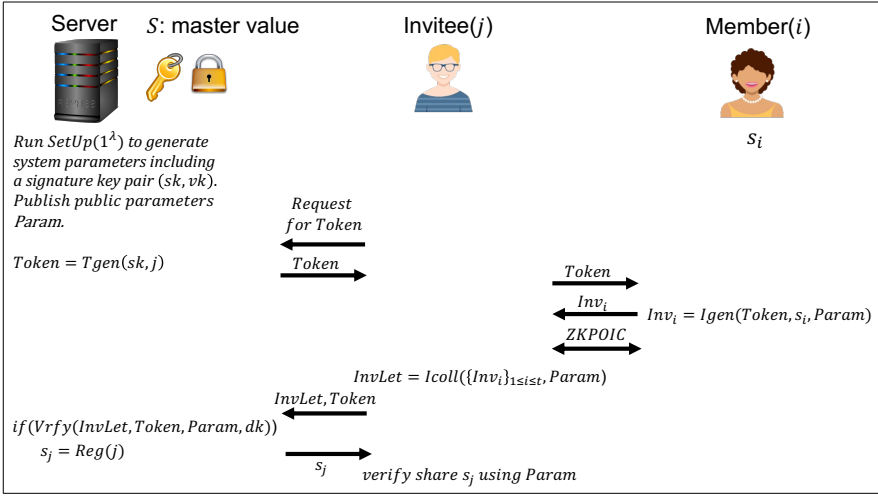 Server
S: master value
Invitee(j)
Member(i)
s_i
Run SetUp(1^λ) to generate
system parameters including
a signature key pair (sk, vk).
Publish public parameters
Param.
Request
for Token
Token = Tgen(sk, j)
Token
Token
Inv_i
Inv_i = Igen(Token, s_i, Param)
ZKPOIC
InvLet = Icoll({Inv_i}_{1≤i≤t}, Param)
InvLet, Token
if(Vrfy(InvLet, Token, Param, dk))
s_j = Reg(j)
s_j
verify share s_j using Param